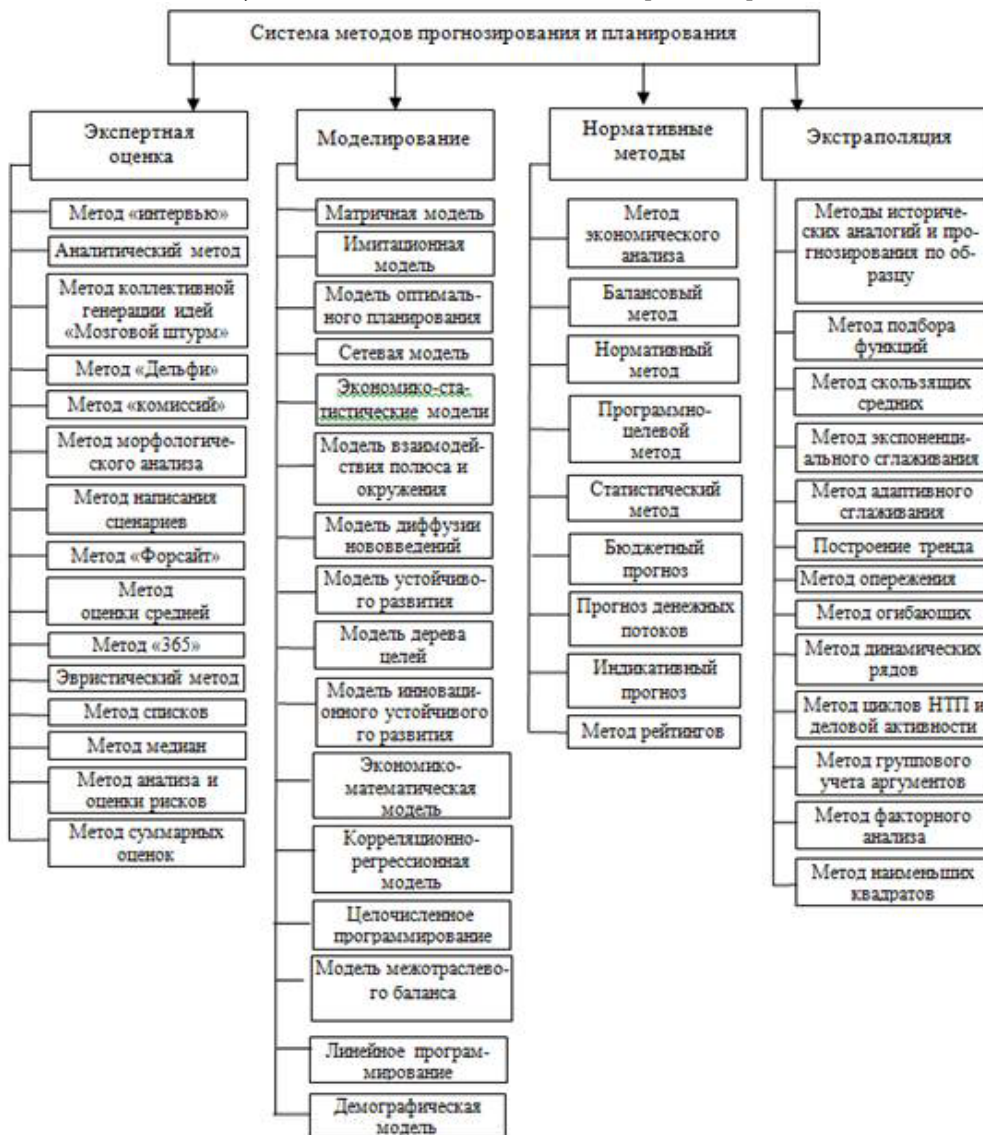 Система методов прогнозирования и планирования
Экспертная
оценка
Метод «интервью»
Аналитический метод
Метод коллективной
генерации идей
«Мозговой штурм»
Метод «Дельфи»
Метод «комиссий»
Метод морфологиче-
ского анализа
Метод написания
сценариев
Метод «Форсайт»
Метод
оценки средней
Метод «365»
Эвристический метод
Метод списков
Метод медиан
Метод анализа и
оценки рисков
Метод суммарных
оценок
Моделирование
Матричная модель
Имитационная
модель
Модель оптималь-
ного планирования
Сетевая модель
Экономико-ста-
тистические модели
Модель взаимодей-
ствия полюса и
окружения
Модель диффузии
нововведений
Модель устойчиво-
го развития
Модель дерева
целей
Модель инноваци-
онного устойчивого
го развития
Экономико-
математическая
модель
Корреляционно-
регрессионная
модель
Целочисленное
программирование
Модель межотраслево-
го баланса
Линейное програм-
мирование
Демографическая
модель
Нормативные
методы
Метод
экономического
анализа
Балансовый
метод
Нормативный
метод
Программно-
целевой
метод
Статистический
метод
Бюджетный
прогноз
Прогноз денежных
потоков
Индикативный
прогноз
Метод рейтингов
Экстраполяция
Методы историче-
ских аналогий и про-
гнозирования по об-
разцу
Метод подбора
функций
Метод скользящих
средних
Метод экспоненци-
ального сглаживания
Метод адаптивного
сглаживания
Построение тренда
Метод опережения
Метод огибающих
Метод динамических
рядов
Метод циклов НТП и
деловой активности
Метод группового
учета аргументов
Метод факторного
анализа
Метод наименьших
квадратов